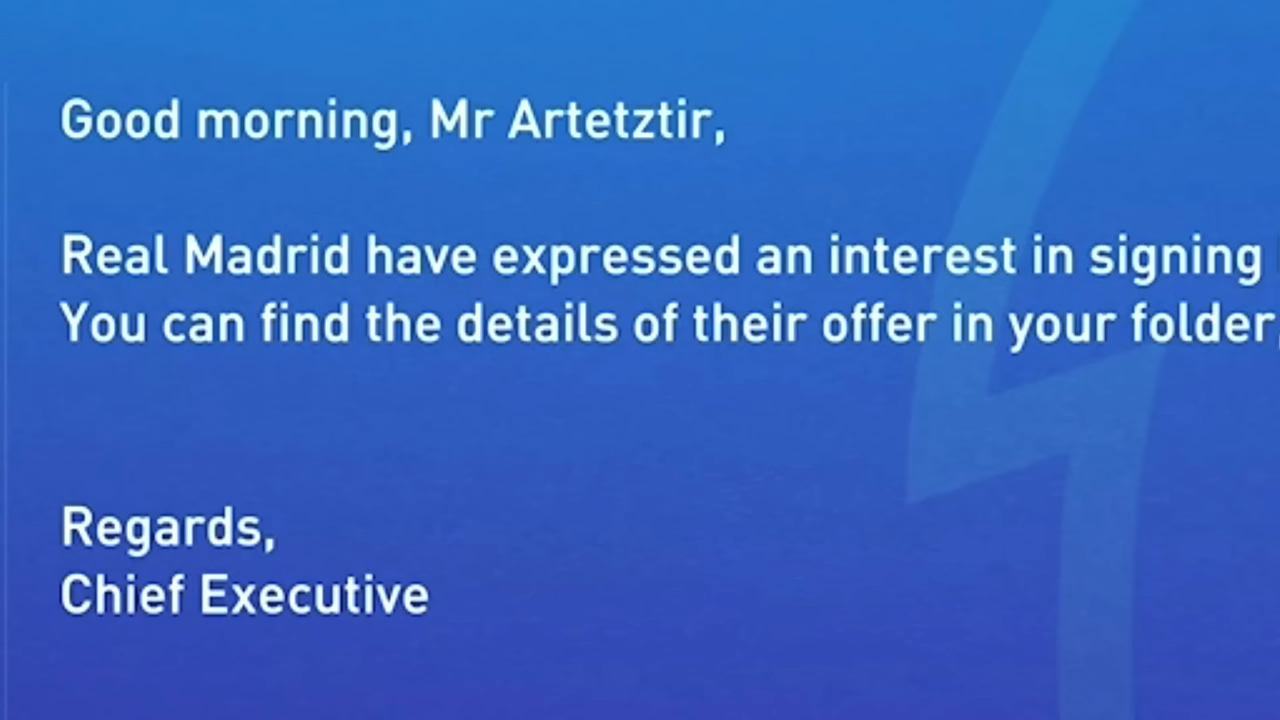 Good morning, Mr Artetztir,
Real Madrid have expressed an interest in signing
You can find the details of their offer in your folder,
Regards,
Chief Executive